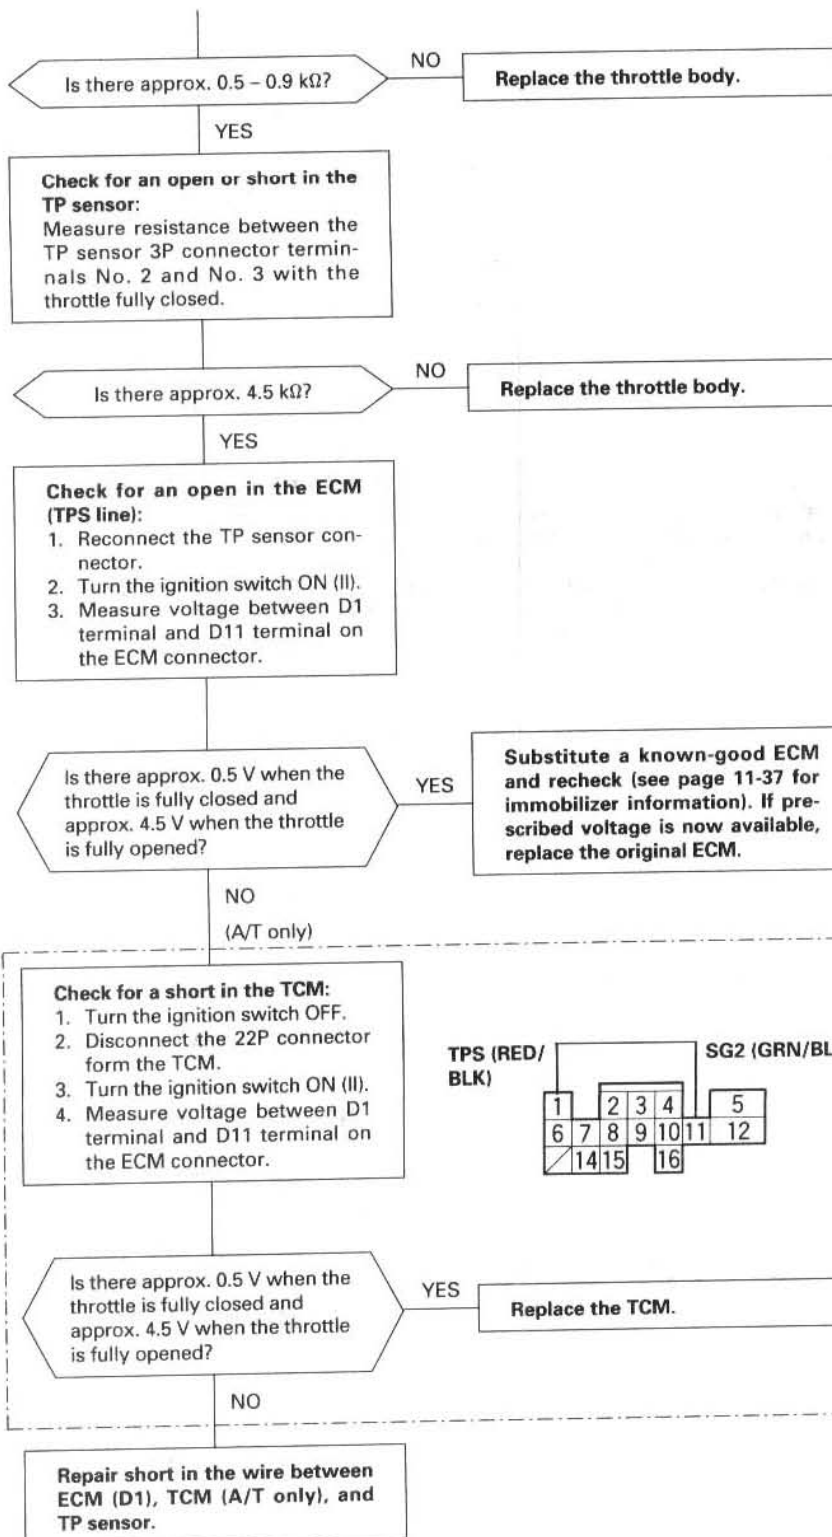 Is there approx. 0.5 – 0.9 kΩ?
NO
Replace the throttle body.
YES
Check for an open or short in the
TP sensor:
Measure resistance between the
TP sensor 3P connector termin-
nals No. 2 and No. 3 with the
throttle fully closed.
Is there approx. 4.5 kΩ?
NO
Replace the throttle body.
YES
Check for an open in the ECM
(TPS line):
1. Reconnect the TP sensor con-
nector.
2. Turn the ignition switch ON (II).
3. Measure voltage between D1
terminal and D11 terminal on
the ECM connector.
Is there approx. 0.5 V when the
throttle is fully closed and
approx. 4.5 V when the throttle
is fully opened?
YES
Substitute a known-good ECM
and recheck (see page 11-37 for
immobilizer information). If pre-
scribed voltage is now available,
replace the original ECM.
NO
(A/T only)
Check for a short in the TCM:
1. Turn the ignition switch OFF.
2. Disconnect the 22P connector
form the TCM.
3. Turn the ignition switch ON (II).
4. Measure voltage between D1
terminal and D11 terminal on
the ECM connector.
TPS (RED/
BLK)
SG2 (GRN/BL
1 2 3 4 5
6 7 8 9 10 11 12
14 15 16
Is there approx. 0.5 V when the
throttle is fully closed and
approx. 4.5 V when the throttle
is fully opened?
YES
Replace the TCM.
NO
Repair short in the wire between
ECM (D1), TCM (A/T only), and
TP sensor.